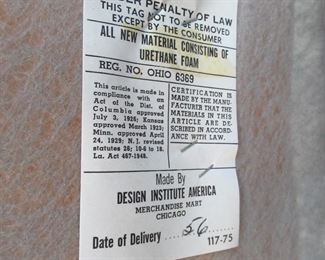 UNDER PENALTY OF LAW
THIS TAG NOT TO BE REMOVED
EXCEPT BY THE CONSUMER
ALL NEW MATERIAL CONSISTING OF
URETHANE FOAM
REG. NO. OHIO 6369
This article is made in
compliance with an
Act of the Dist. of
Columbia approved
July 3, 1926; Kansas
approved March 1923;
Minn. approved April
24, 1929; N. J. revised
statutes 26; 10-6 to 18.
La. Act 467-1948.
CERTIFICATION IS
MADE BY THE MANU-
FACTURER THAT THE
MATERIALS IN THIS
ARTICLE ARE DE-
SCRIBED IN ACCORD-
ANCE WITH LAW.
Made By
DESIGN INSTITUTE AMERICA
MERCHANDISE MART
CHICAGO
Date of Delivery 56
117-75